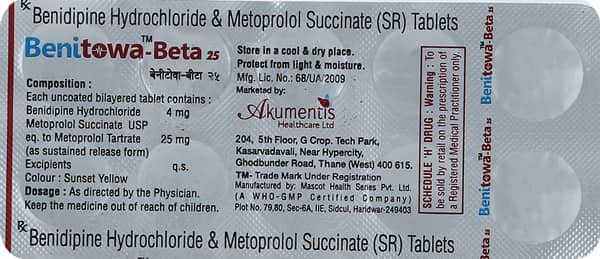 Rx Benidipine Hydrochloride & Metoprolol Succinate (SR) Tablets
Benitowa-Beta 25 TM
बेनीटोवा-बीटा २५
Composition :
Each uncoated bilayered tablet contains :
Benidipine Hydrochloride 4 mg
Metoprolol Succinate USP
eq. to Metoprolol Tartrate 25 mg
(as sustained release form)
Excipients q.s.
Colour : Sunset Yellow
Dosage : As directed by the Physician.
Keep the medicine out of reach of children.
Store in a cool & dry place.
Protect from light & moisture.
Mfg. Lic. No.: 68/UA/2009
Marketed by:
Akumentis
Healthcare Ltd
204, 5th Floor, G Crop. Tech Park,
Kasarvadavali, Near Hypercity,
Ghodbunder Road, Thane (West) 400 615.
TM- Trade Mark Under Registration
Manufactured by: Mascot Health Series Pvt. Ltd.
(A WHO-GMP Certified Company)
Plot No. 79,80, Sec-6A, IIE, Sidcul, Haridwar-249403
SCHEDULE 'H' DRUG : Warning : To
be sold by retail on the prescription of
a Registered Medical Practitioner only.
Benitowa-Beta 25
Benitowa-Beta 25
Beta 25
Rx Benidipine Hydrochloride & Metoprolol Succinate (SR) Tablets